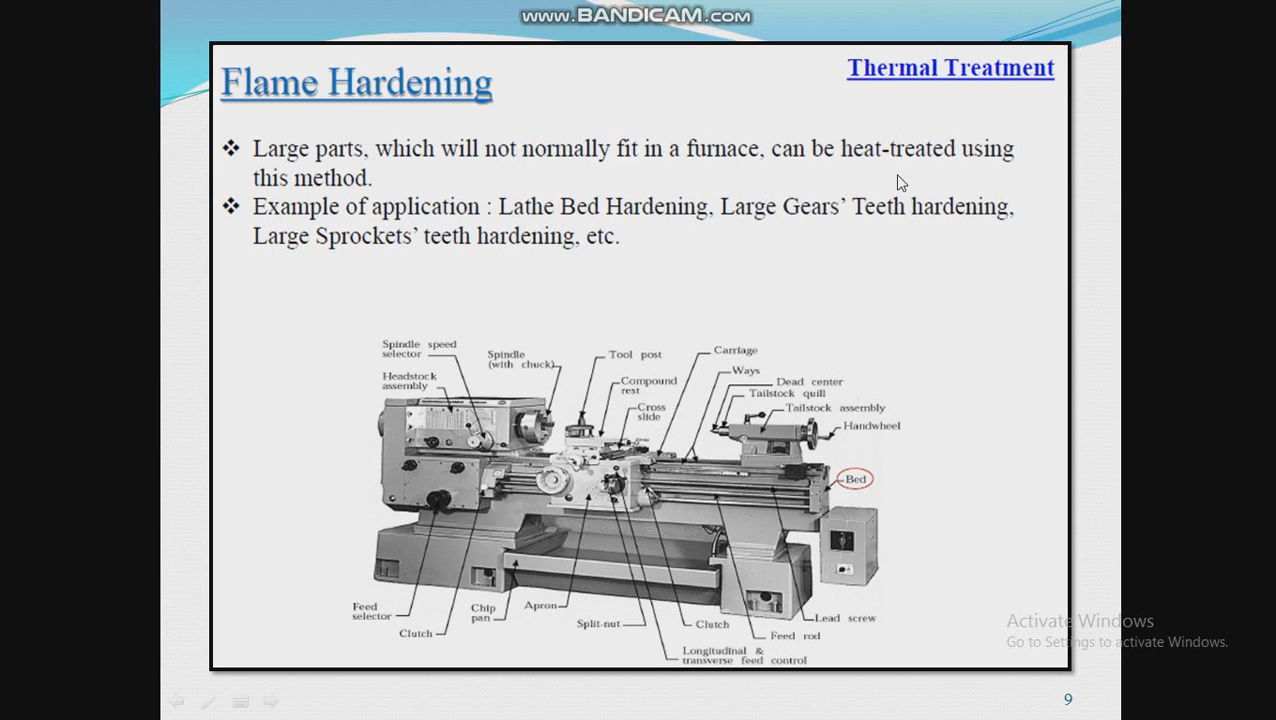 www.BANDICAM.com
Thermal Treatment
Flame Hardening
❖ Large parts, which will not normally fit in a furnace, can be heat-treated using
this method.
❖ Example of application : Lathe Bed Hardening, Large Gears’ Teeth hardening,
Large Sprockets’ teeth hardening, etc.
Spindle speed
selector
Spindle
(with chuck)
Tool post
Carriage
Headstock
assembly
Compound
rest
Ways
Dead center
Tailstock quill
Cross
slide
Tailstock assembly
Handwheel
Bed
Feed
selector
Clutch
Chip
pan
Apron
Split-nut
Clutch
Lead screw
Feed rod
Longitudinal &
transverse feed control
Activate Windows
Go to Settings to activate Windows.
9